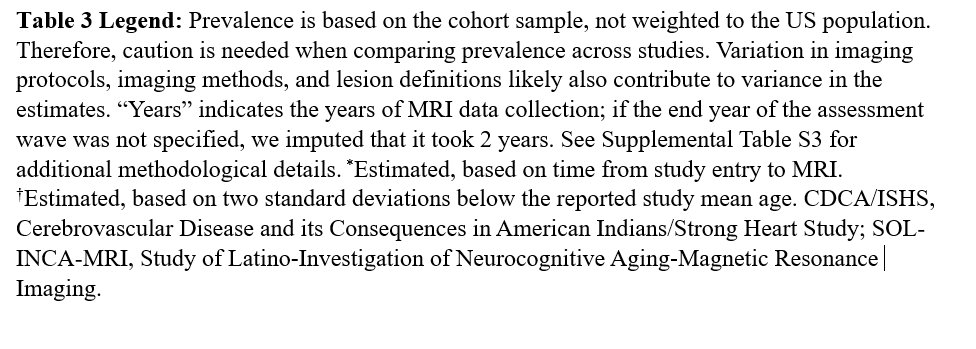 Table 3 Legend: Prevalence is based on the cohort sample, not weighted to the US population.
Therefore, caution is needed when comparing prevalence across studies. Variation in imaging
protocols, imaging methods, and lesion definitions likely also contribute to variance in the
estimates. “Years” indicates the years of MRI data collection; if the end year of the assessment
wave was not specified, we imputed that it took 2 years. See Supplemental Table S3 for
additional methodological details. *Estimated, based on time from study entry to MRI.
†Estimated, based on two standard deviations below the reported study mean age. CDCA/ISHS,
Cerebrovascular Disease and its Consequences in American Indians/Strong Heart Study; SOL-
INCA-MRI, Study of Latino-Investigation of Neurocognitive Aging-Magnetic Resonance
Imaging.